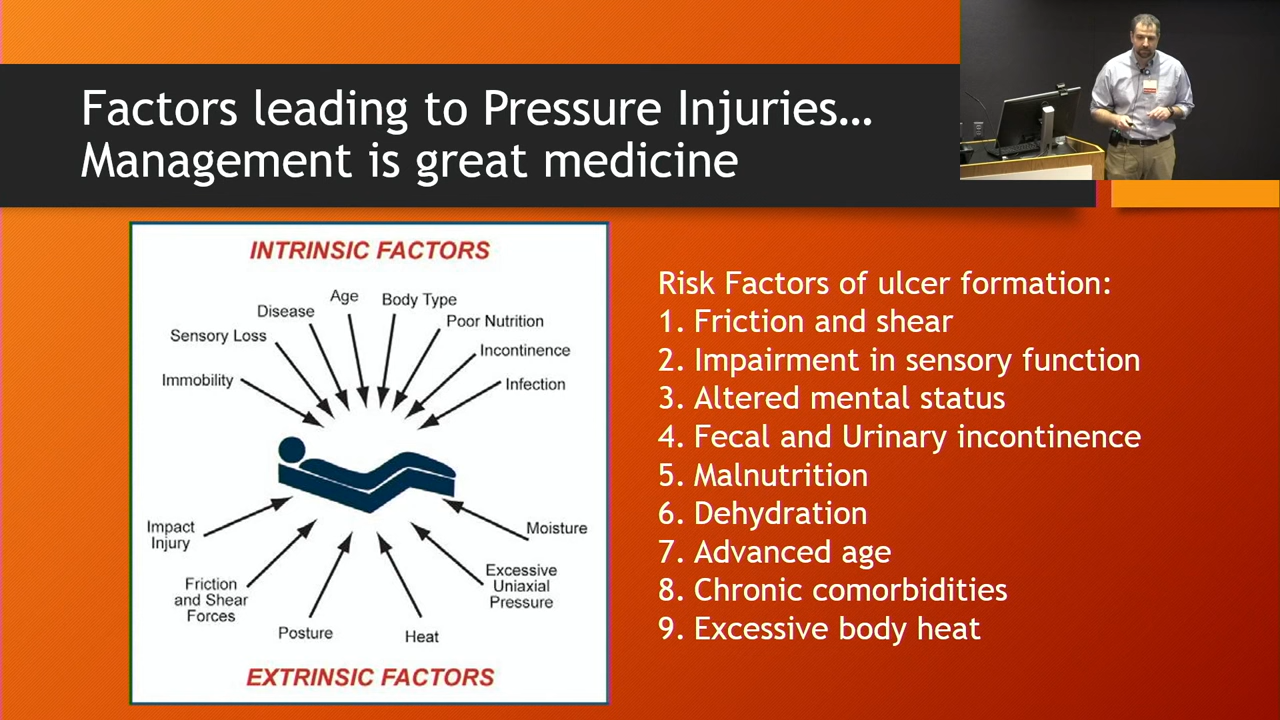 Factors leading to Pressure Injuries…
Management is great medicine
INTRINSIC FACTORS
Immobility
Sensory Loss
Disease
Age
Body Type
Poor Nutrition
Incontinence
Infection
Impact
Injury
Friction
and Shear
Forces
Posture
Heat
Excessive
Uniaxial
Pressure
Moisture
EXTRINSIC FACTORS
Risk Factors of ulcer formation:
1. Friction and shear
2. Impairment in sensory function
3. Altered mental status
4. Fecal and Urinary incontinence
5. Malnutrition
6. Dehydration
7. Advanced age
8. Chronic comorbidities
9. Excessive body heat